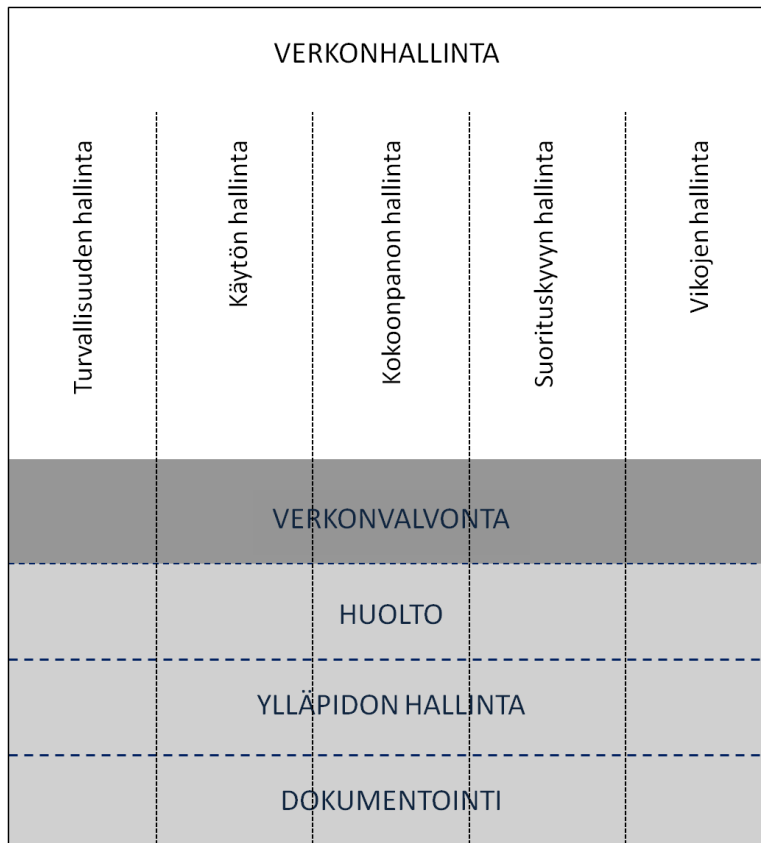 VERKONHALLINTA
Turvallisuuden hallinta
Käytön hallinta
Kokoonpanon hallinta
Suorituskyvyn hallinta
Vikojen hallinta
VERKONVALVONTA
HUOLTO
YLLÄPIDON HALLINTA
DOKUMENTOINTI